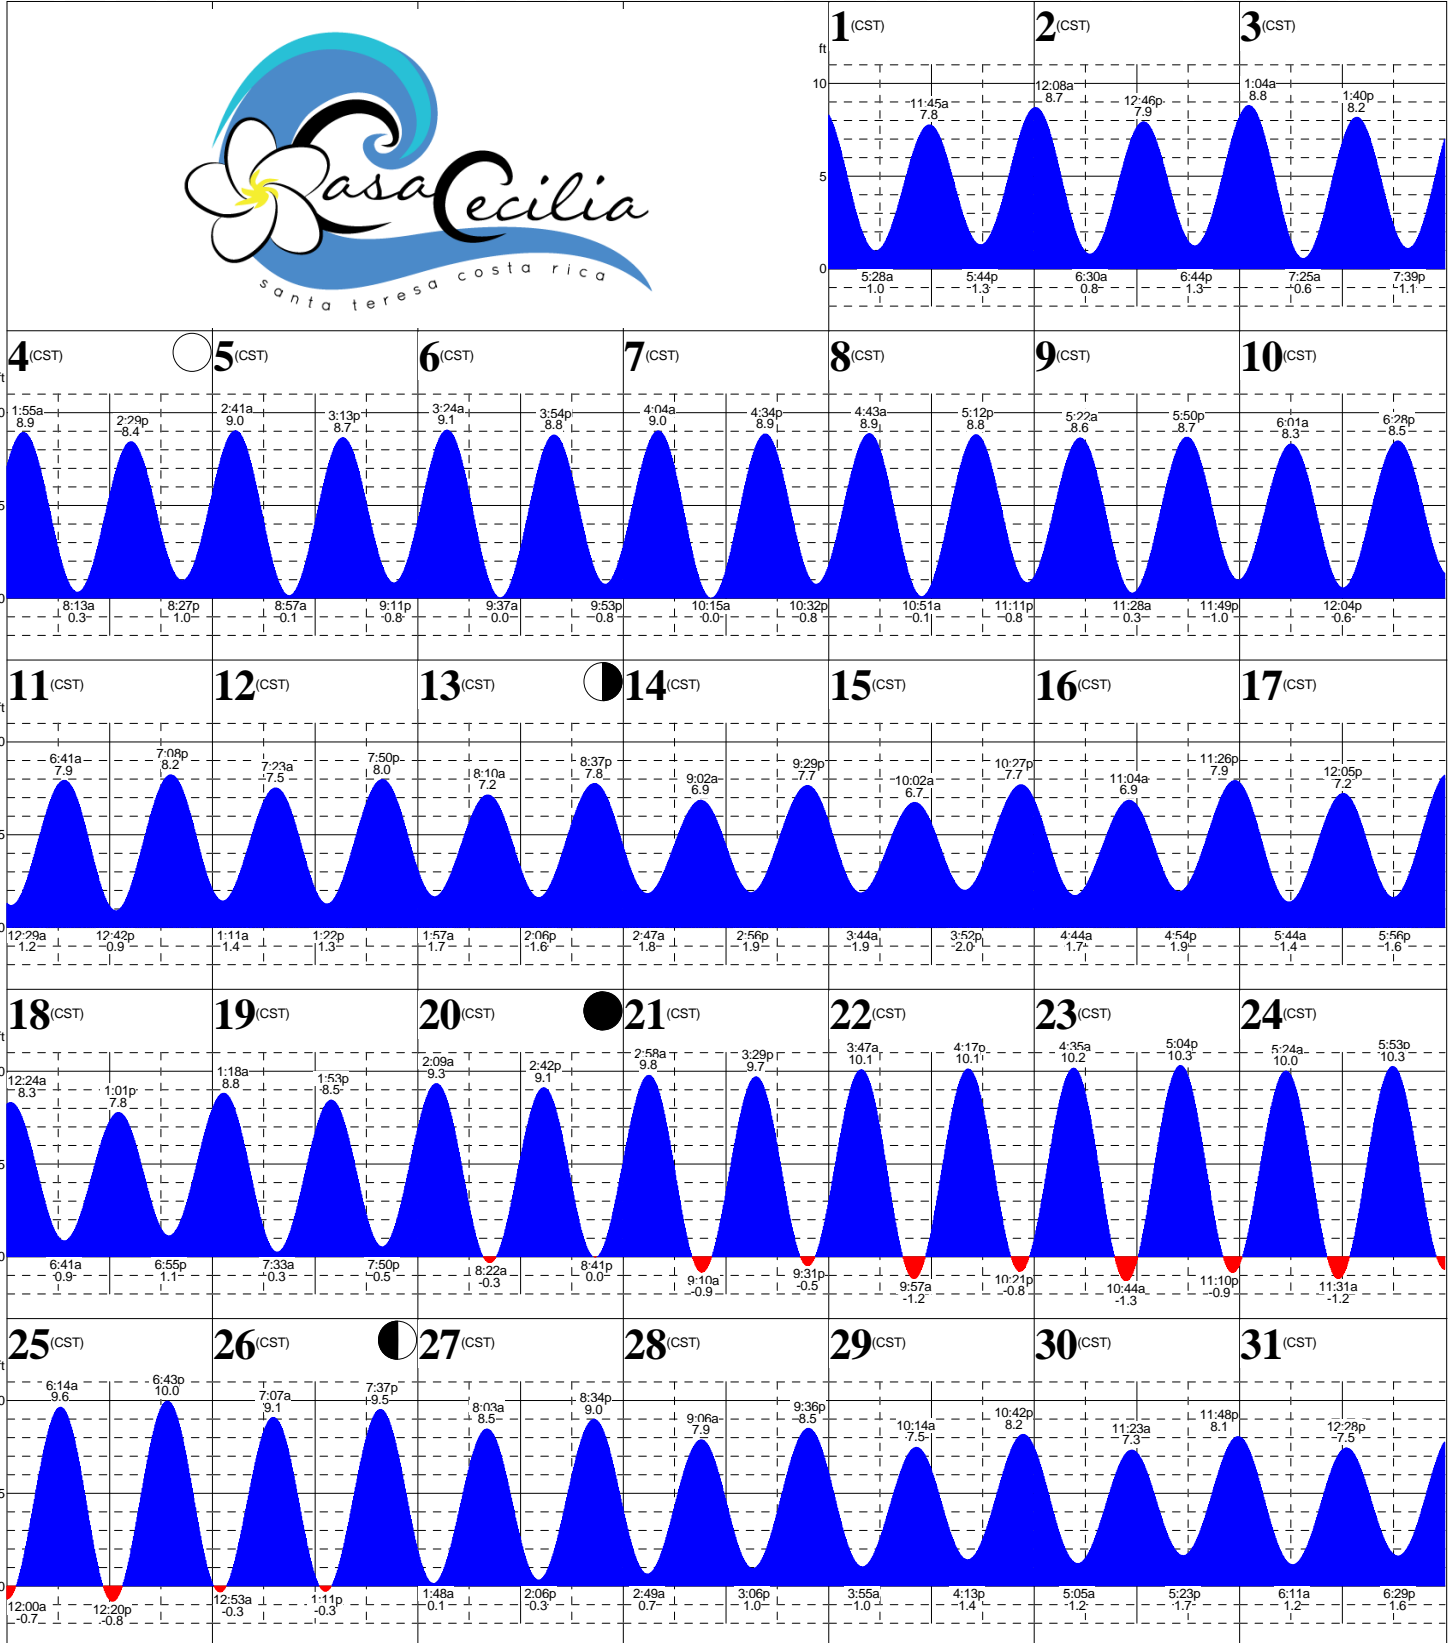 Casa Cecilia
santa teresa costa rica
1(CST) 2(CST) 3(CST)
ft
10
5
0
11:45a 7.8
12:08a 8.7
12:46p 7.9
1:04a 8.8
1:40p 8.2
5:28a 1.0
5:44p 1.3
6:30a 0.8
6:44p 1.3
7:25a 0.6
7:39p 1.1
4(CST) 5(CST) 6(CST) 7(CST) 8(CST) 9(CST) 10(CST)
ft
0
5
0
1:55a 8.9
2:29p 8.4
2:41a 9.0
3:13p 8.7
3:24a 9.1
3:54p 8.8
4:04a 9.0
4:34p 8.9
4:43a 8.9
5:12p 8.8
5:22a 8.6
5:50p 8.7
6:01a 8.3
6:28p 8.5
8:13a 0.3
8:27p 1.0
8:57a 0.1
9:11p 0.8
9:37a 0.0
9:53p 0.8
10:15a 0.0
10:32p 0.8
10:51a 0.1
11:11p 0.8
11:28a 0.3
11:49p 1.0
12:04p 0.6
11(CST) 12(CST) 13(CST) 14(CST) 15(CST) 16(CST) 17(CST)
ft
0
5
0
6:41a 7.9
7:08p 8.2
7:23a 7.5
7:50p 8.0
8:10a 7.2
8:37p 7.8
9:02a 6.9
9:29p 7.7
10:02a 6.7
10:27p 7.7
11:04a 6.9
11:26p 7.9
12:05p 7.2
12:29a 1.2
12:42p 0.9
1:11a 1.4
1:22p 1.3
1:57a 1.7
2:06p 1.6
2:47a 1.8
2:56p 1.9
3:44a 1.9
3:52p 2.0
4:44a 1.7
4:54p 1.9
5:44a 1.4
5:56p 1.6
18(CST) 19(CST) 20(CST) 21(CST) 22(CST) 23(CST) 24(CST)
ft
0
5
0
12:24a 8.3
1:01p 7.8
1:18a 8.8
1:53p 8.5
2:09a 9.3
2:42p 9.1
2:58a 9.8
3:29p 9.7
3:47a 10.1
4:17p 10.1
4:35a 10.2
5:04p 10.3
5:24a 10.0
5:53p 10.3
6:41a 0.9
6:55p 1.1
7:33a 0.3
7:50p 0.5
8:22a -0.3
8:41p 0.0
9:10a -0.9
9:31p -0.5
9:57a -1.2
10:21p -0.8
10:44a -1.3
11:10p -0.9
11:31a -1.2
25(CST) 26(CST) 27(CST) 28(CST) 29(CST) 30(CST) 31(CST)
ft
0
5
0
6:14a 9.6
6:43p 10.0
7:07a 9.1
7:37p 9.5
8:03a 8.5
8:34p 9.0
9:06a 7.9
9:36p 8.5
10:14a 7.5
10:42p 8.2
11:23a 7.3
11:48p 8.1
12:28p 7.5
12:00a -0.7
12:20p -0.8
12:53a -0.3
1:11p -0.3
1:48a 0.1
2:06p 0.3
2:49a 0.7
3:06p 1.0
3:55a 1.0
4:13p 1.4
5:05a 1.2
5:23p 1.7
6:11a 1.2
6:29p 1.6